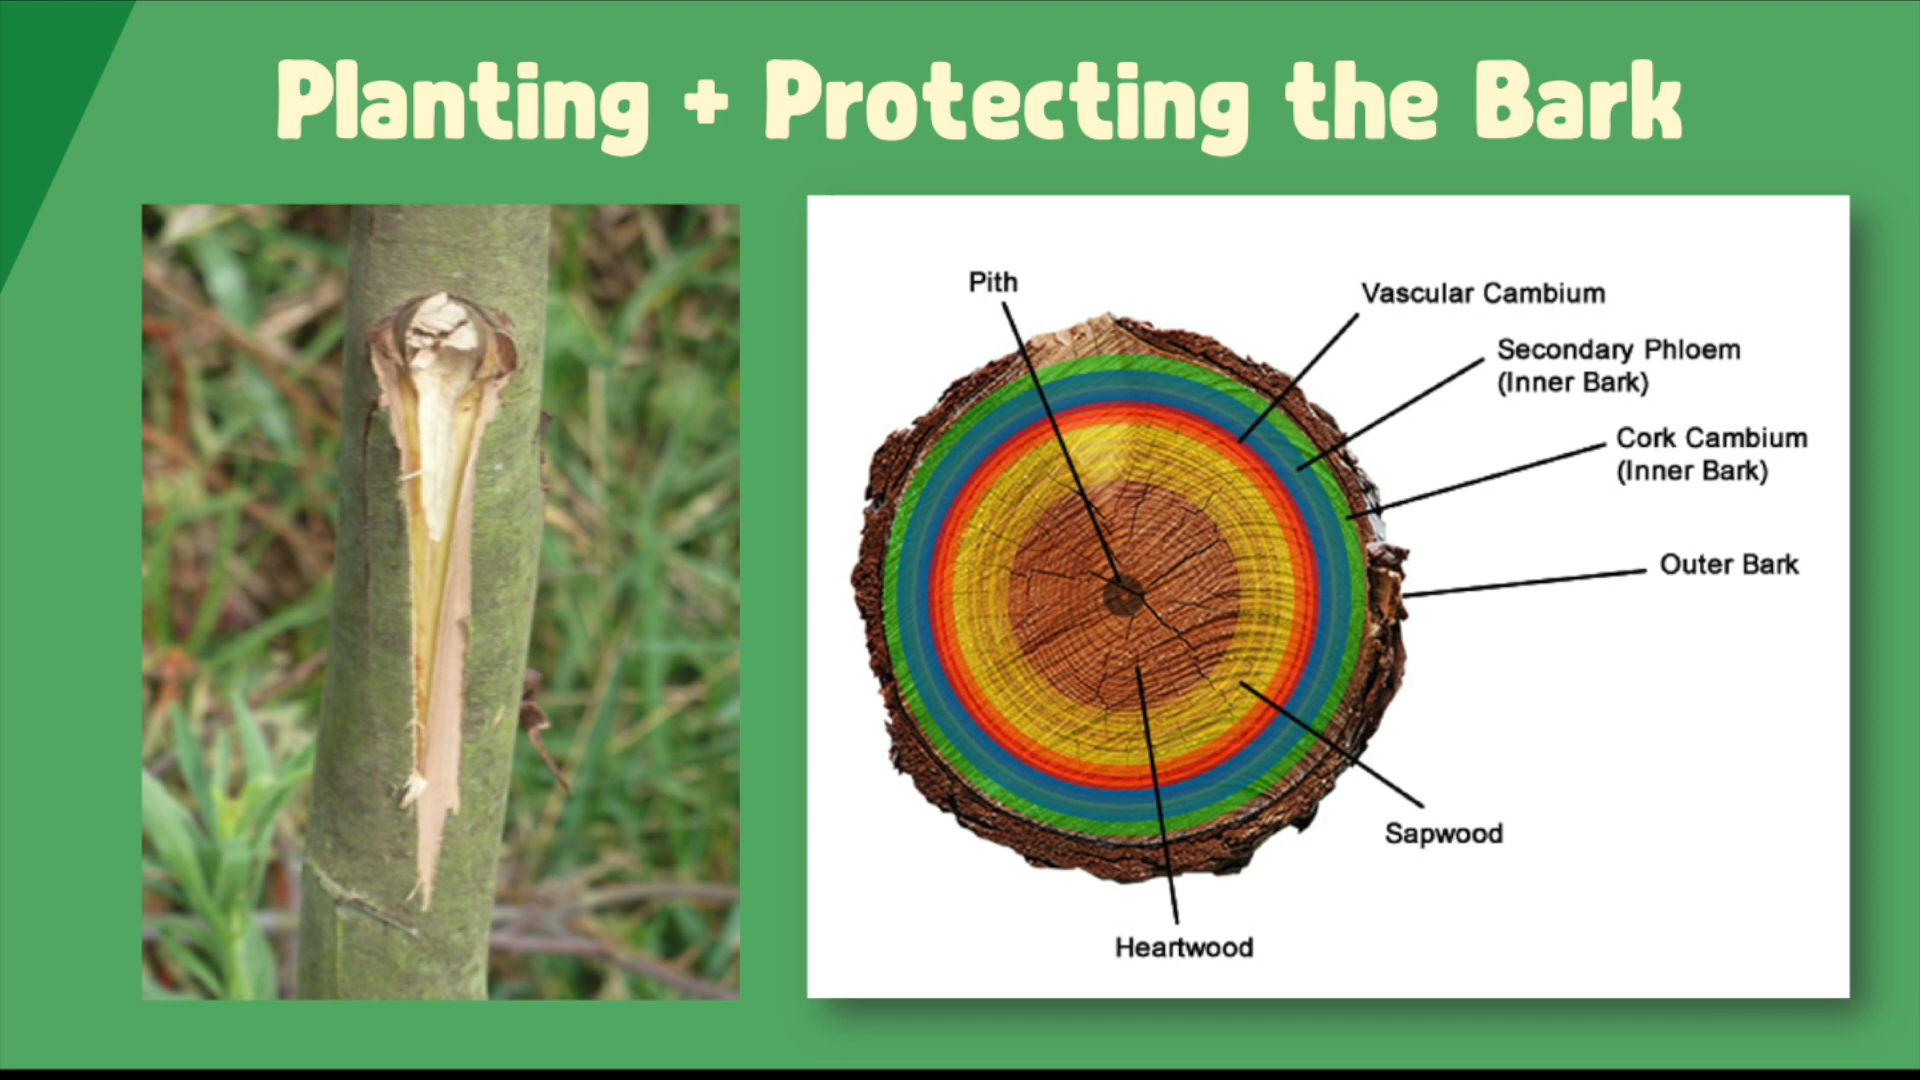 Planting + Protecting the Bark
Pith
Vascular Cambium
Secondary Phloem
(Inner Bark)
Cork Cambium
(Inner Bark)
Outer Bark
Sapwood
Heartwood